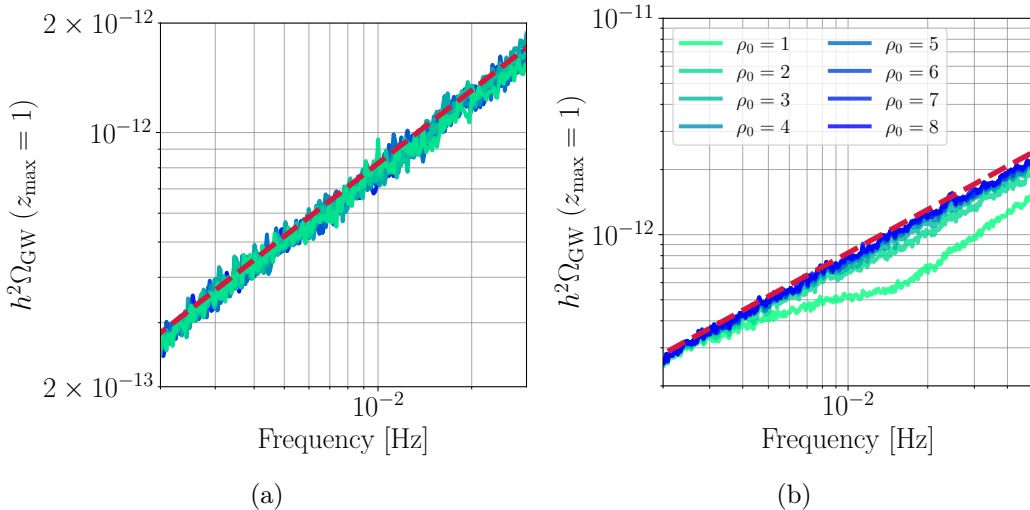 2 × 10⁻¹²
10⁻¹²
2 × 10⁻¹³
h²Ω_GW (z_max = 1)
10⁻²
Frequency [Hz]
(a)
10⁻¹¹
10⁻¹²
h²Ω_GW (z_max = 1)
ρ₀ = 1
ρ₀ = 2
ρ₀ = 3
ρ₀ = 4
ρ₀ = 5
ρ₀ = 6
ρ₀ = 7
ρ₀ = 8
10⁻²
Frequency [Hz]
(b)